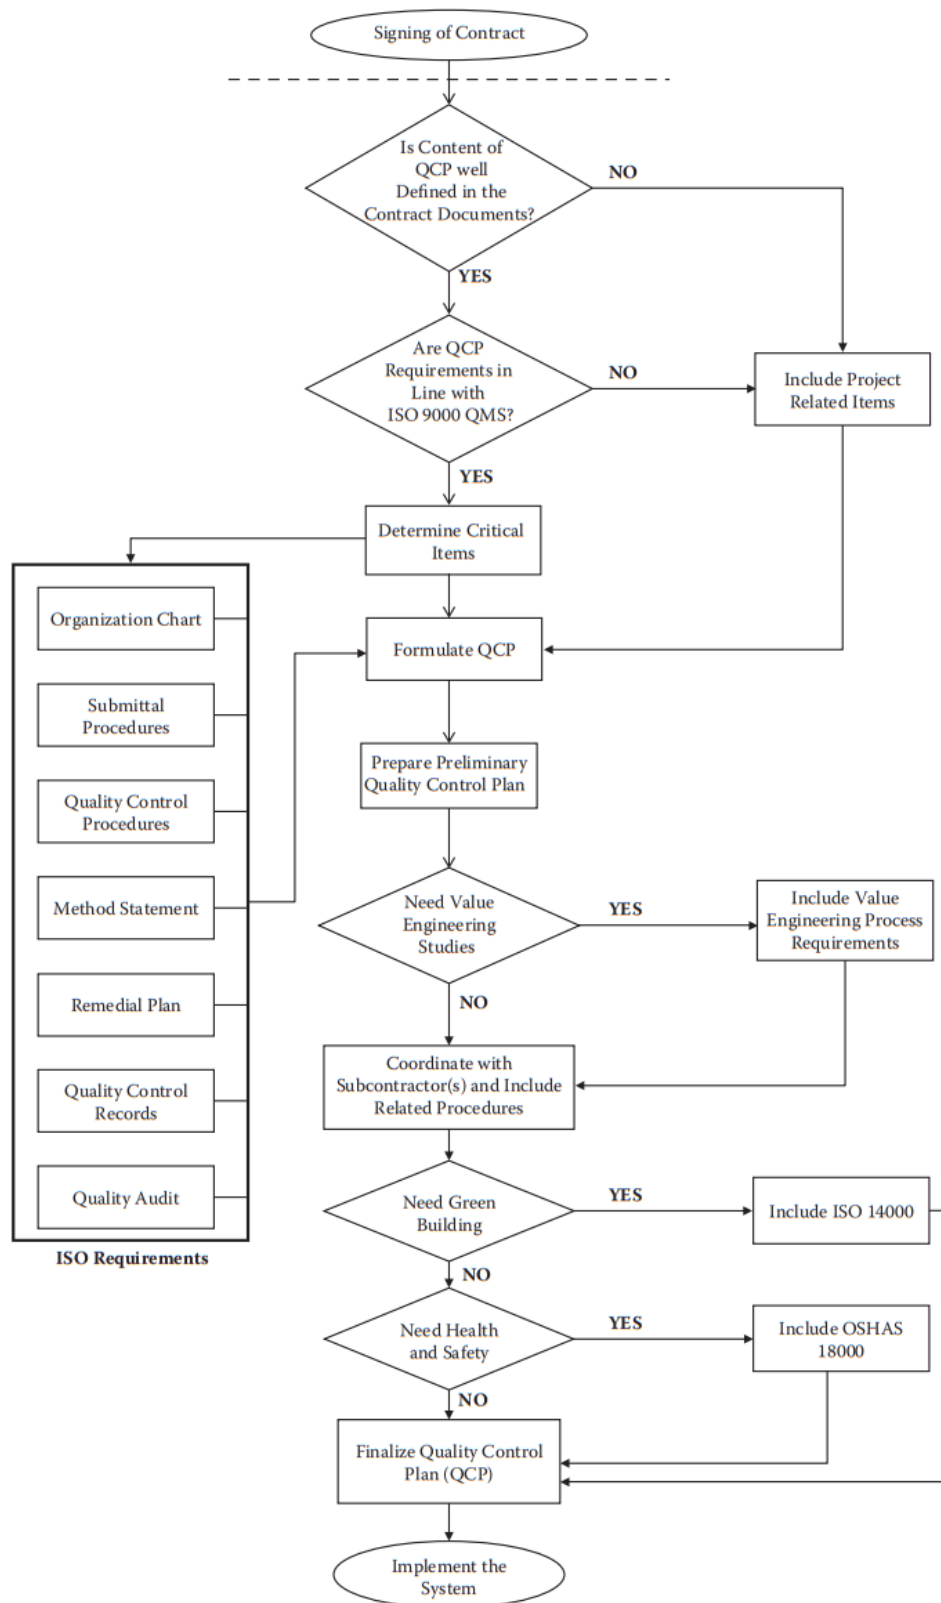 Signing of Contract
Is Content of
QCP well
Defined in the
Contract Documents?
NO
YES
Are QCP
Requirements in
Line with
ISO 9000 QMS?
NO
Include Project
Related Items
YES
Determine Critical
Items
Organization Chart
Formulate QCP
Submittal
Procedures
Prepare Preliminary
Quality Control Plan
Quality Control
Procedures
Method Statement
Need Value
Engineering
Studies
YES
Include Value
Engineering Process
Requirements
Remedial Plan
NO
Quality Control
Records
Coordinate with
Subcontractor(s) and Include
Related Procedures
Quality Audit
ISO Requirements
Need Green
Building
YES
Include ISO 14000
NO
Need Health
and Safety
YES
Include OSHAS
18000
NO
Finalize Quality Control
Plan (QCP)
Implement the
System